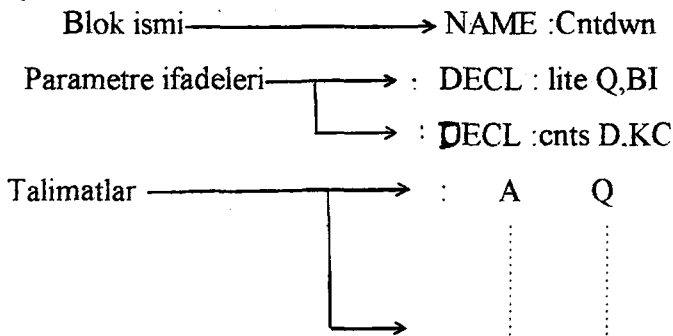 Blok ismi NAME :Cntdwn
Parametre ifadeleri : DECL : lite Q,BI
: DECL :cnts D.KC
Talimatlar : A Q